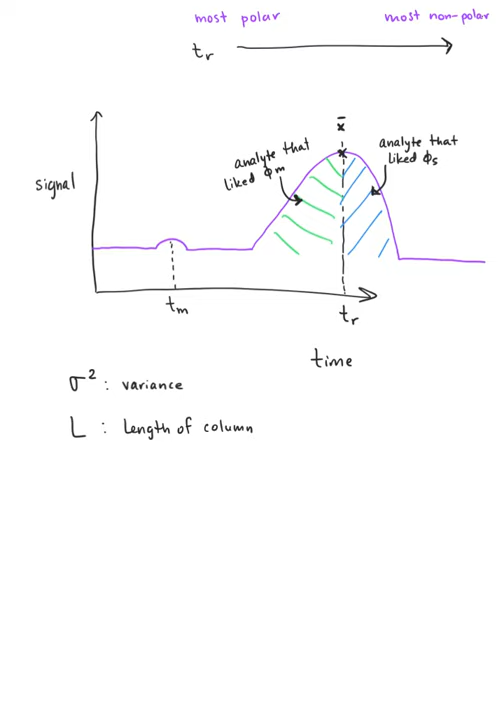 most polar
most non-polar
tr
x̄
analyte that
liked ϕm
analyte that
liked ϕs
signal
tm
tr
time
σ² : variance
L : Length of column